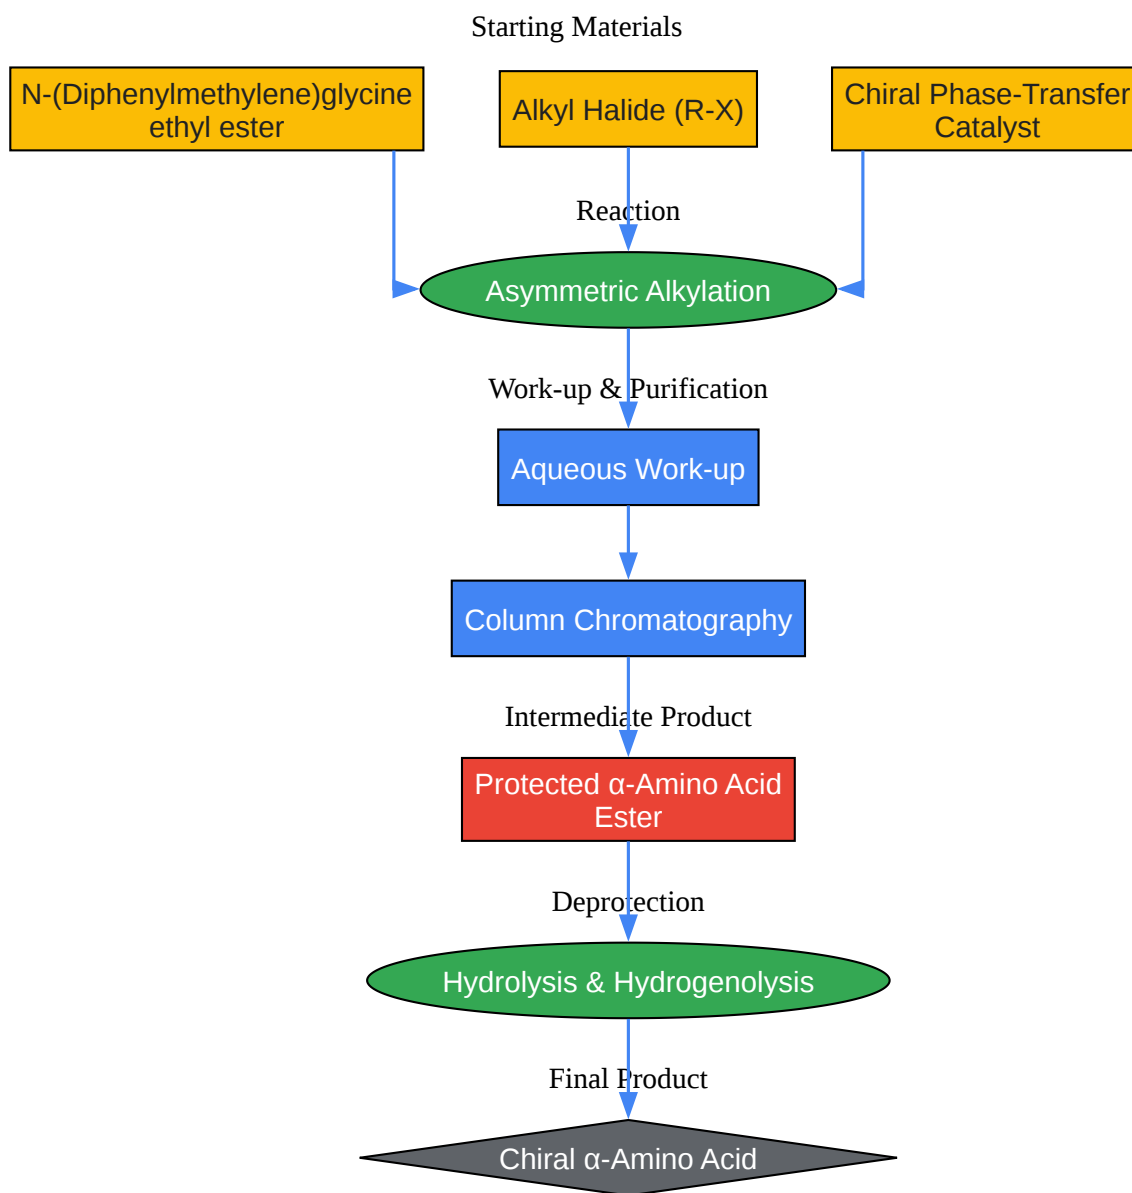 Starting Materials
N-(Diphenylmethylene)glycine
ethyl ester
Alkyl Halide (R-X)
Chiral Phase-Transfer
Catalyst
Reaction
Asymmetric Alkylation
Work-up & Purification
Aqueous Work-up
Column Chromatography
Intermediate Product
Protected α-Amino Acid
Ester
Deprotection
Hydrolysis & Hydrogenolysis
Final Product
Chiral α-Amino Acid